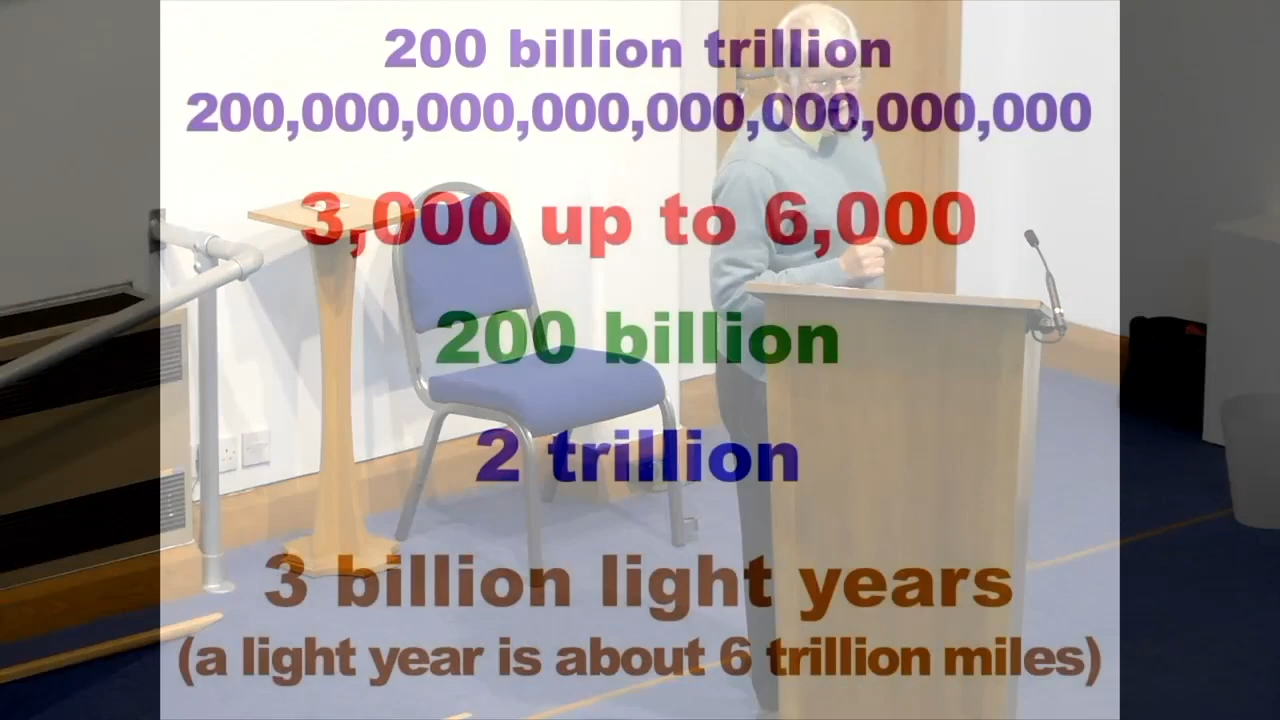 200 billion trillion
200,000,000,000,000,000,000,000
3,000 up to 6,000
200 billion
2 trillion
3 billion light years
(a light year is about 6 trillion miles)